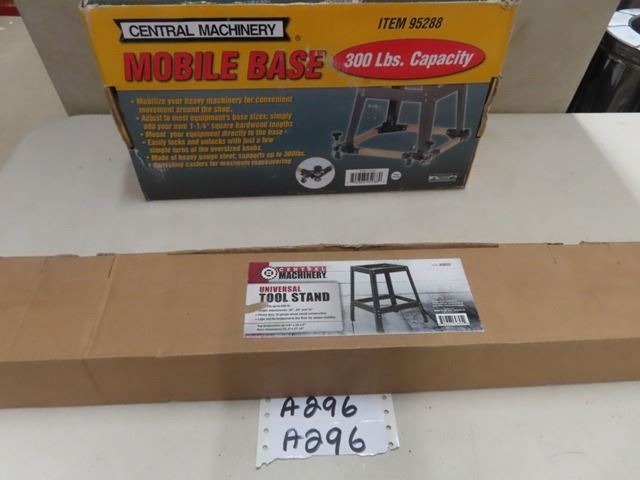 CENTRAL MACHINERY®
ITEM 95288
MOBILE BASE
300 Lbs. Capacity
• Mobilize your heavy machinery for convenient
movement around the shop.
• Adjust to most equipment's base sizes; simply
add your own 1-1/4" square hardwood lengths
• Mount your equipment directly to the base
• Easily locks and unlocks with just a few
simple turns of the oversized knobs.
• Made of heavy gauge steel, supports up to 300lbs.
• Swiveling casters for maximum maneuvering
CENTRAL
MACHINERY
UNIVERSAL
TOOL STAND
A296
A296